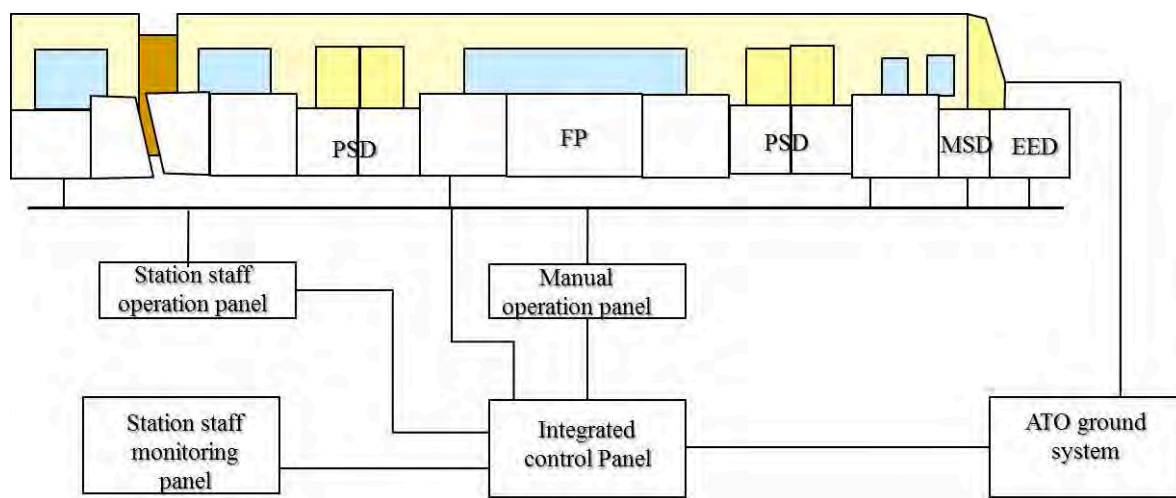 PSD
FP
PSD
MSD
EED
Station staff
operation panel
Manual
operation panel
Station staff
monitoring
panel
Integrated
control Panel
ATO ground
system